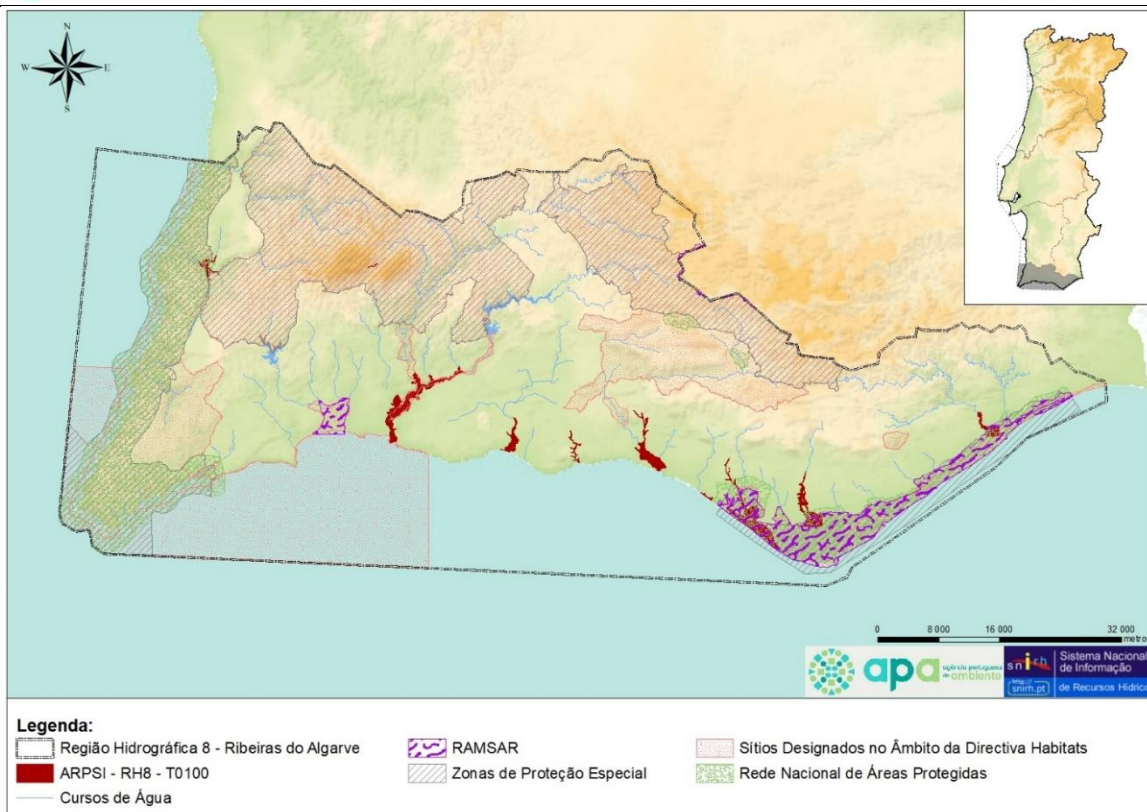 N
W E
S
0 8 000 16 000 32 000
metro
apa agência portuguesa do ambiente
snirh Sistema Nacional de Informação
http://snirh.pt de Recursos Hídrico
Legenda:
Região Hidrográfica 8 - Ribeiras do Algarve
ARPSI - RH8 - T0100
Cursos de Água
RAMSAR
Zonas de Proteção Especial
Sítios Designados no Âmbito da Directiva Habitats
Rede Nacional de Áreas Protegidas